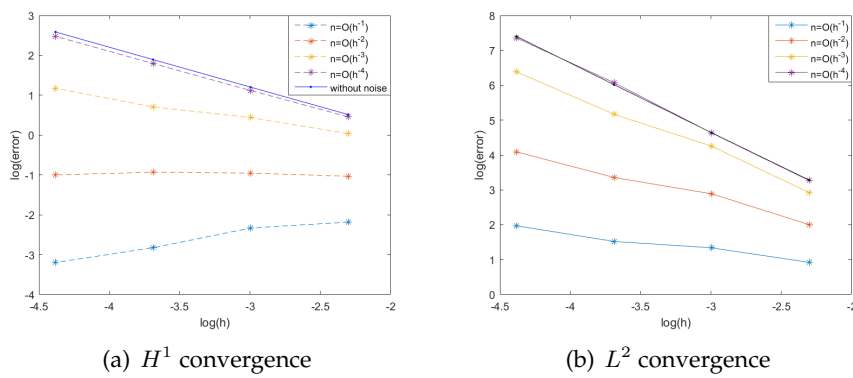 3
2
1
0
-1
-2
-3
-4
-4.5
-4
-3.5
-3
-2.5
-2
log(error)
log(h)
n=O(h-1)
n=O(h-2)
n=O(h-3)
n=O(h-4)
without noise
(a) H1 convergence
8
7
6
5
4
3
2
1
0
-4.5
-4
-3.5
-3
-2.5
-2
log(error)
log(h)
n=O(h-1)
n=O(h-2)
n=O(h-3)
n=O(h-4)
(b) L2 convergence